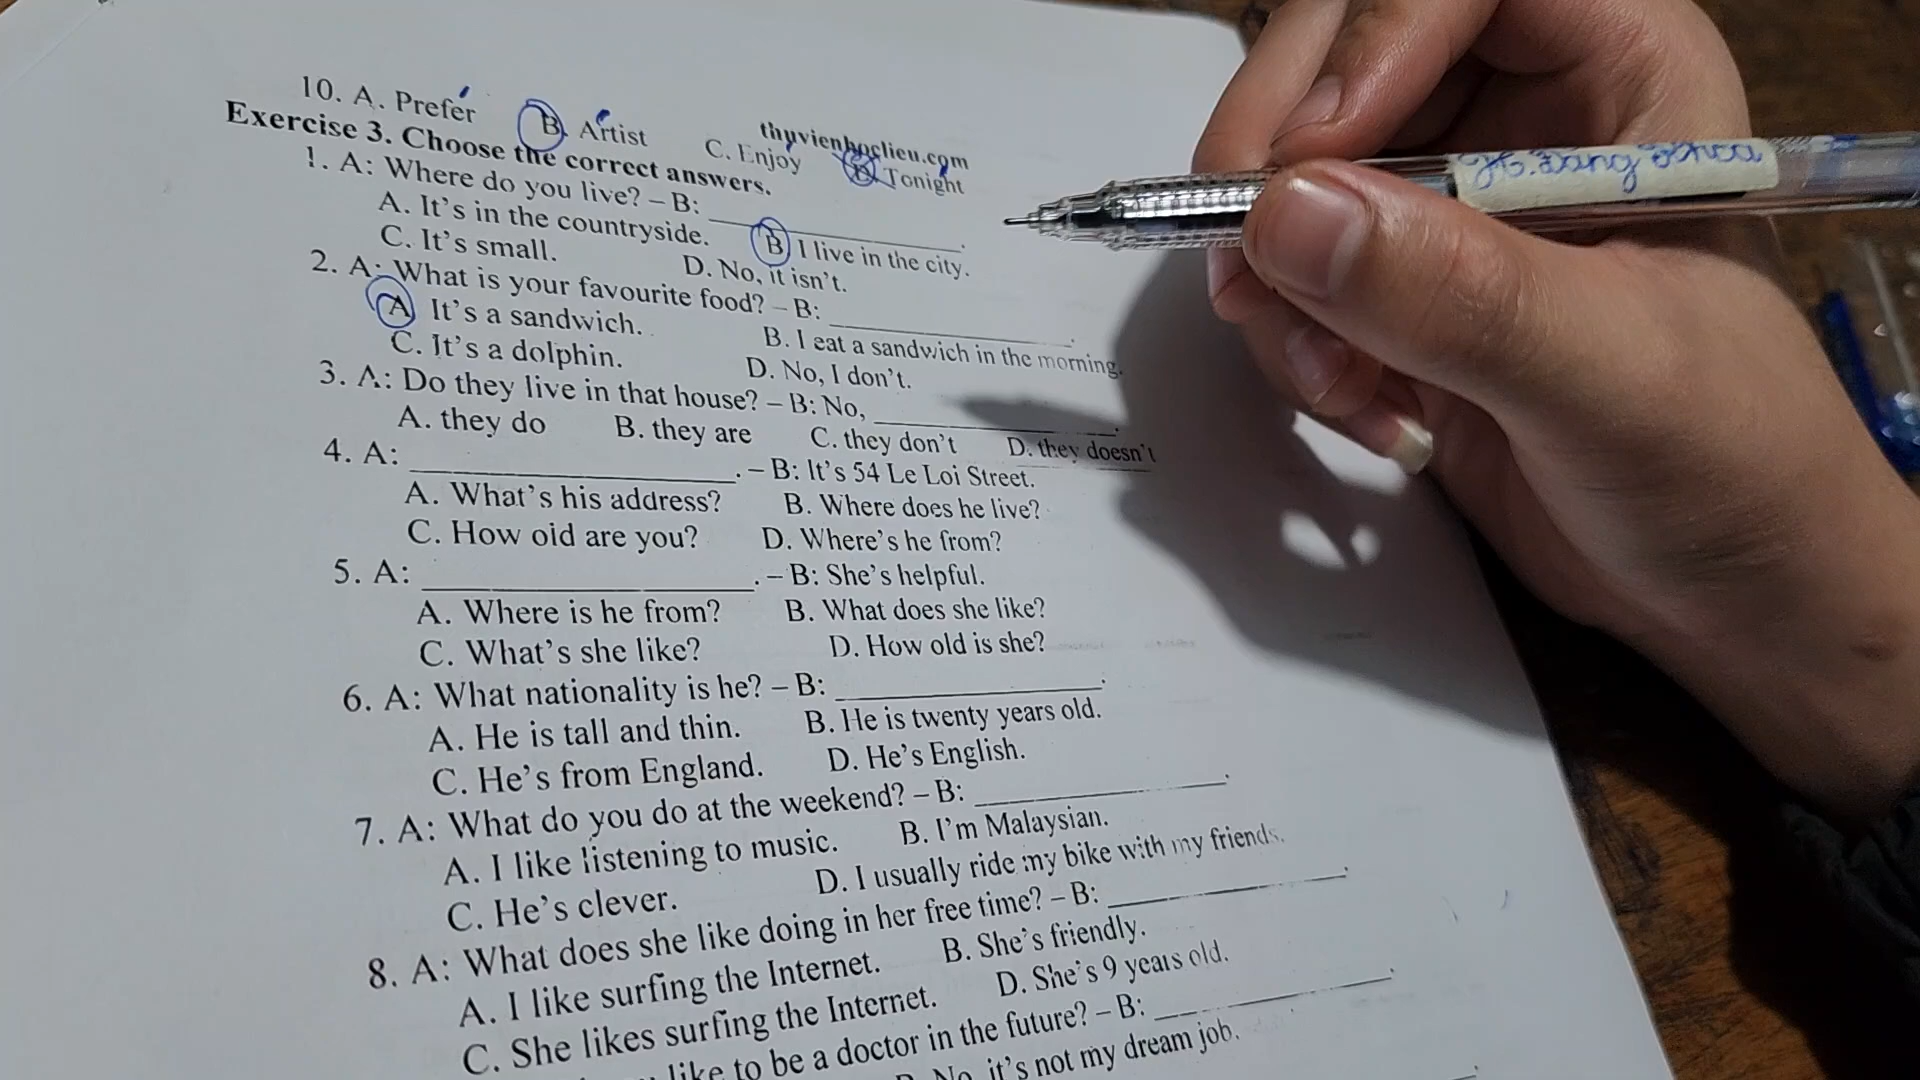 thuvienhoclieu.com
10. A. Prefer B. Artist C. Enjoy D. Tonight
Exercise 3. Choose the correct answers.
1. A: Where do you live? – B: ____________.
A. It's in the countryside. B. I live in the city.
C. It's small. D. No, it isn't.
2. A: What is your favourite food? – B: ____________.
A. It's a sandwich. B. I eat a sandwich in the morning.
C. It's a dolphin. D. No, I don't.
3. A: Do they live in that house? – B: No, ____________.
A. they do B. they are C. they don't D. they doesn't
4. A: ____________. – B: It's 54 Le Loi Street.
A. What's his address? B. Where does he live?
C. How old are you? D. Where's he from?
5. A: ____________. – B: She's helpful.
A. Where is he from? B. What does she like?
C. What's she like? D. How old is she?
6. A: What nationality is he? – B: ____________.
A. He is tall and thin. B. He is twenty years old.
C. He's from England. D. He's English.
7. A: What do you do at the weekend? – B: ____________.
A. I like listening to music. B. I'm Malaysian.
C. He's clever. D. I usually ride my bike with my friends.
8. A: What does she like doing in her free time? – B: ____________.
A. I like surfing the Internet. B. She's friendly.
C. She likes surfing the Internet. D. She's 9 years old.
like to be a doctor in the future? – B: ____________.
No, it's not my dream job.